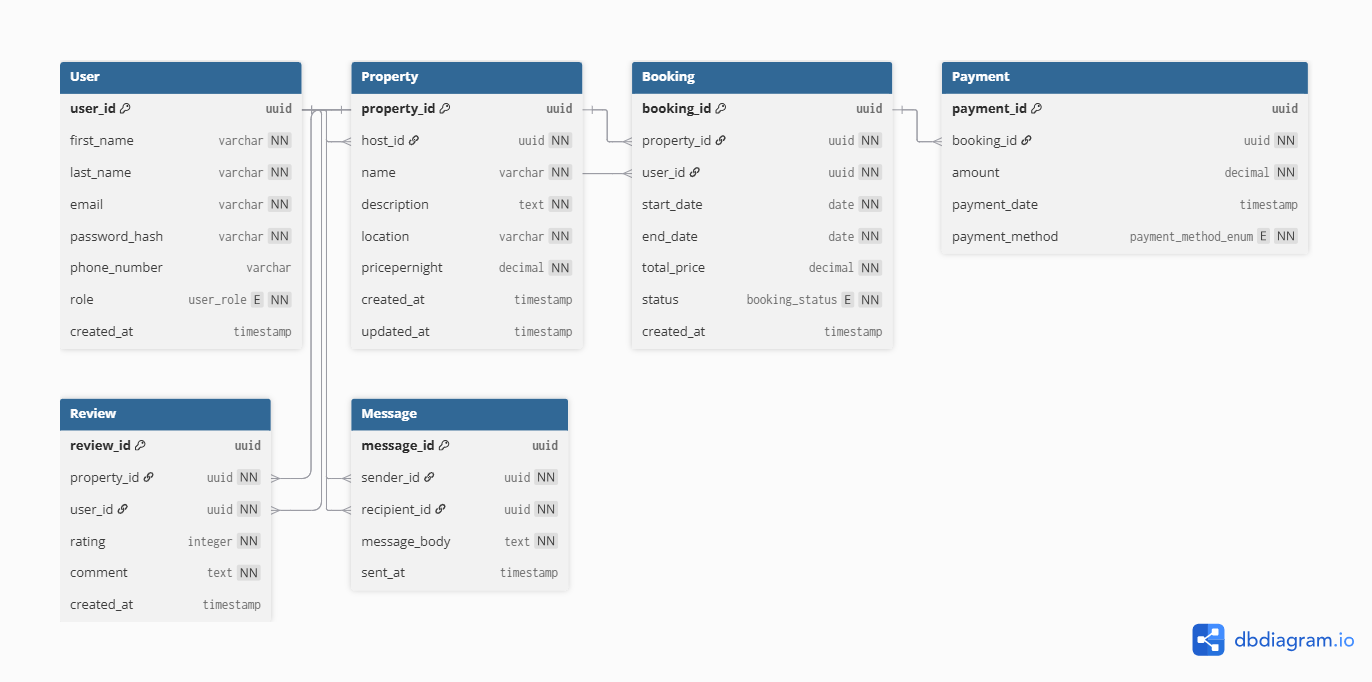 User
user_id uuid
first_name varchar NN
last_name varchar NN
email varchar NN
password_hash varchar NN
phone_number varchar
role user_role E NN
created_at timestamp
Property
property_id uuid
host_id uuid NN
name varchar NN
description text NN
location varchar NN
pricepernight decimal NN
created_at timestamp
updated_at timestamp
Booking
booking_id uuid
property_id uuid NN
user_id uuid NN
start_date date NN
end_date date NN
total_price decimal NN
status booking_status E NN
created_at timestamp
Payment
payment_id uuid
booking_id uuid NN
amount decimal NN
payment_date timestamp
payment_method payment_method_enum E NN
Review
review_id uuid
property_id uuid NN
user_id uuid NN
rating integer NN
comment text NN
created_at timestamp
Message
message_id uuid
sender_id uuid NN
recipient_id uuid NN
message_body text NN
sent_at timestamp
dbdiagram.io